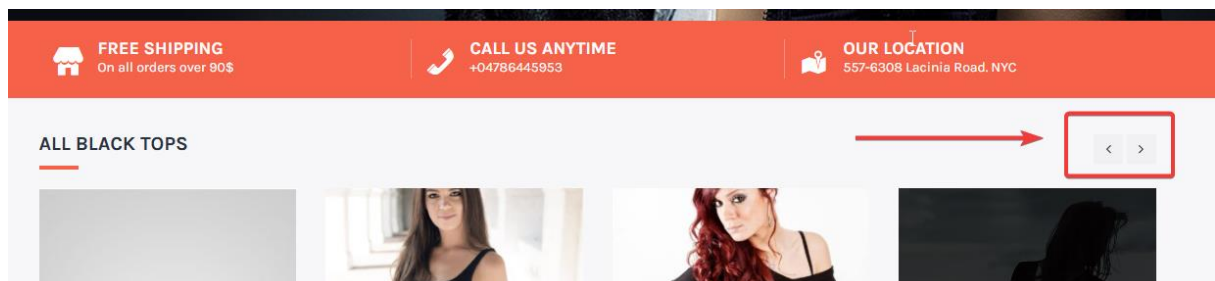 FREE SHIPPING
On all orders over 90$
CALL US ANYTIME
+04786445953
OUR LOCATION
557-6308 Lacinia Road. NYC
ALL BLACK TOPS